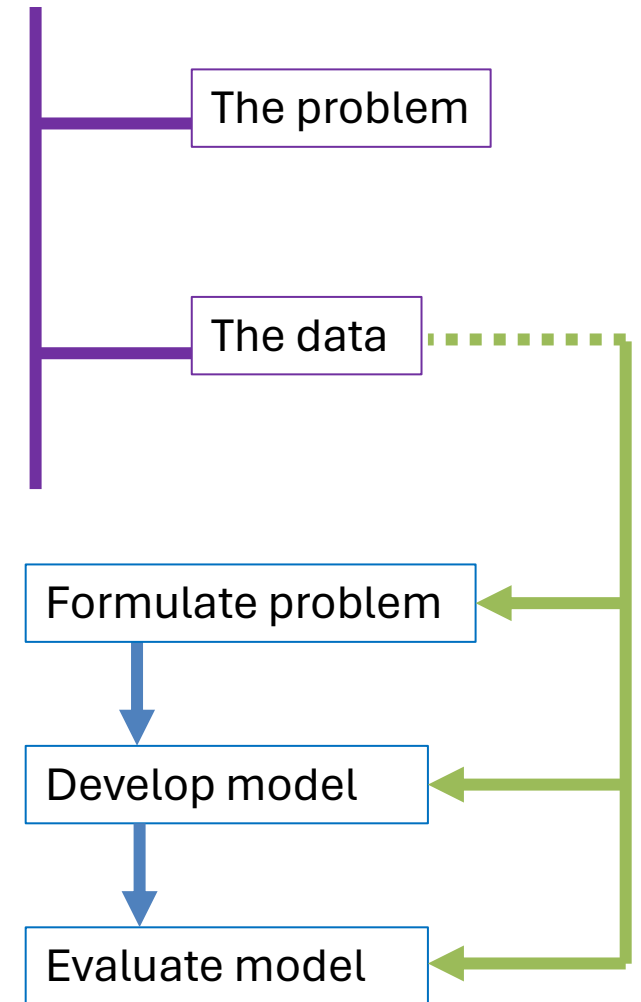 The problem
The data
Formulate problem
Develop model
Evaluate model